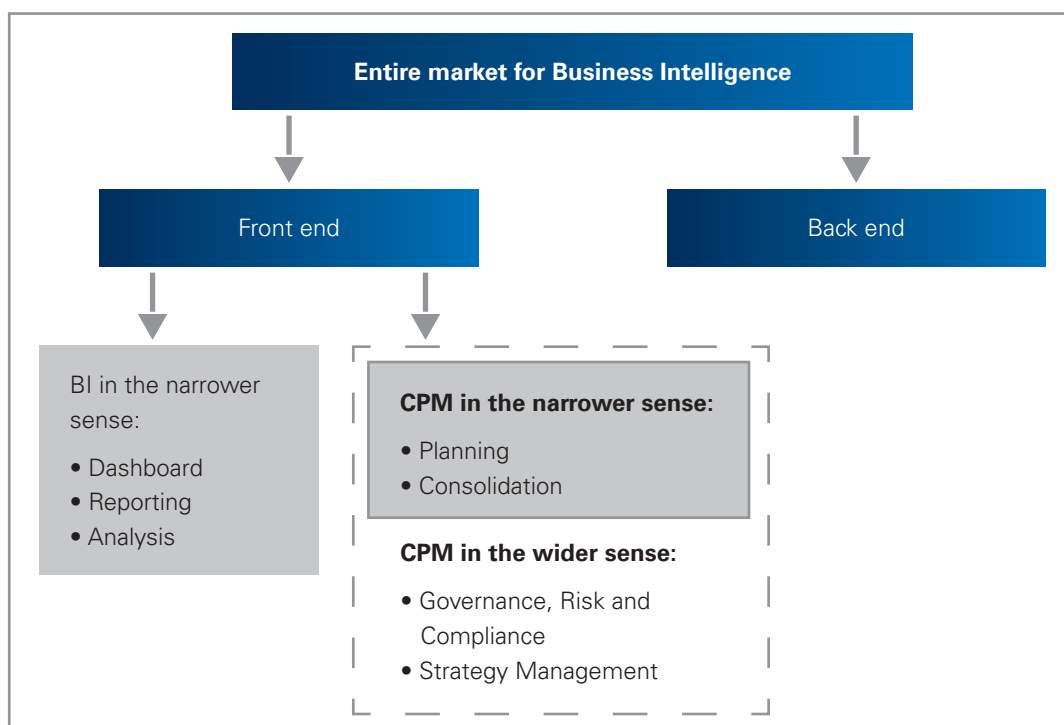 Entire market for Business Intelligence
Front end
Back end
BI in the narrower
sense:
• Dashboard
• Reporting
• Analysis
CPM in the narrower sense:
• Planning
• Consolidation
CPM in the wider sense:
• Governance, Risk and
Compliance
• Strategy Management